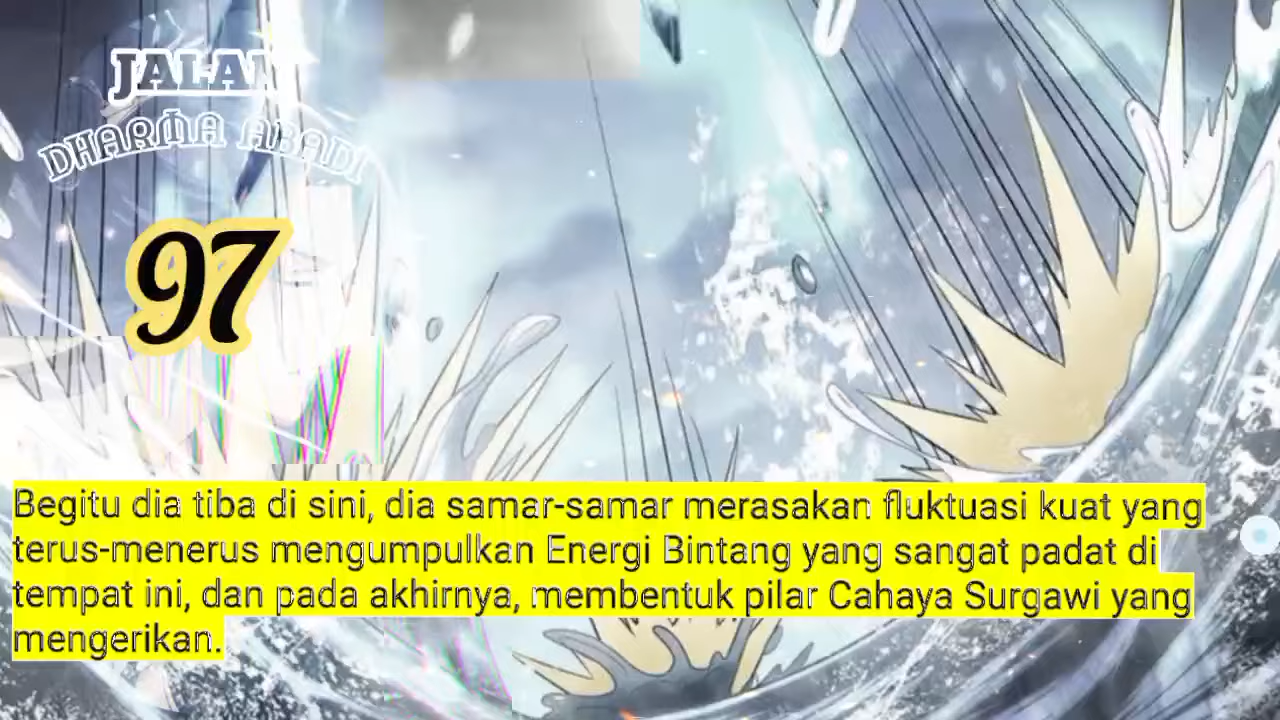 JALAN
DHARMA ABADI
97
Begitu dia tiba di sini, dia samar-samar merasakan fluktuasi kuat yang
terus-menerus mengumpulkan Energi Bintang yang sangat padat di
tempat ini, dan pada akhirnya, membentuk pilar Cahaya Surgawi yang
mengerikan.